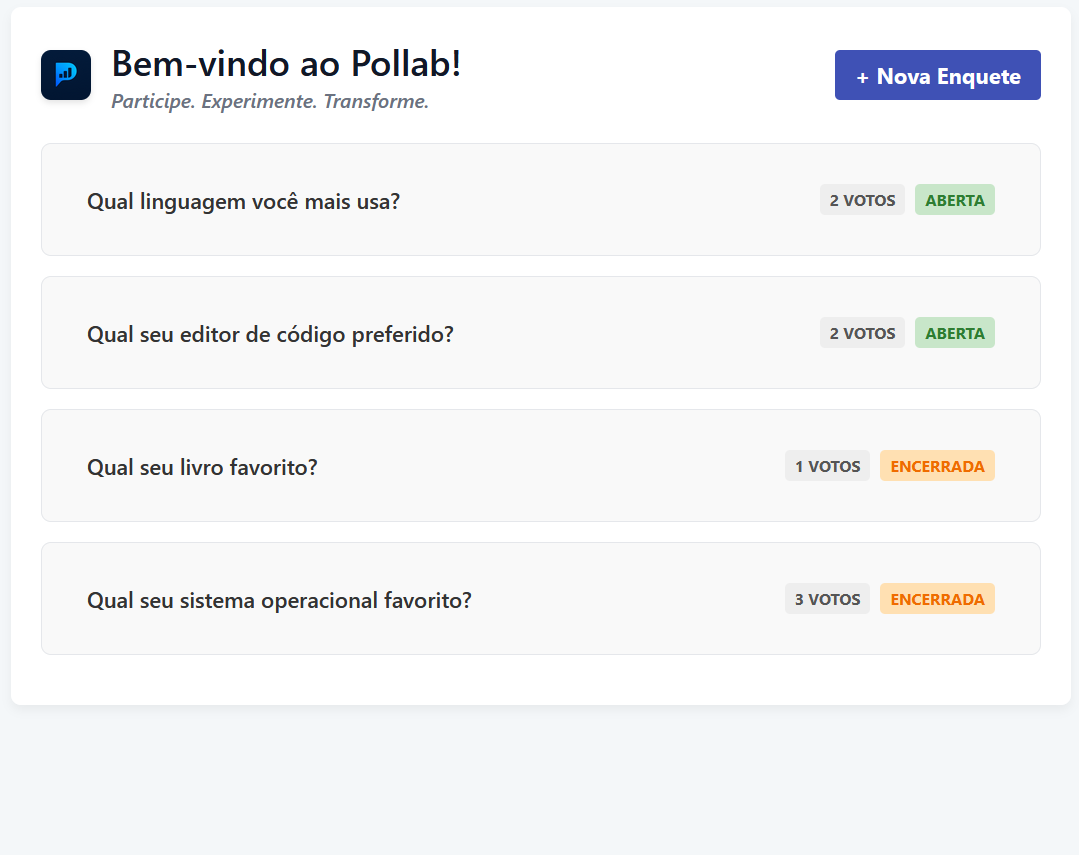 Bem-vindo ao Pollab!
Participe. Experimente. Transforme.
+ Nova Enquete
Qual linguagem você mais usa?
2 VOTOS
ABERTA
Qual seu editor de código preferido?
2 VOTOS
ABERTA
Qual seu livro favorito?
1 VOTOS
ENCERRADA
Qual seu sistema operacional favorito?
3 VOTOS
ENCERRADA